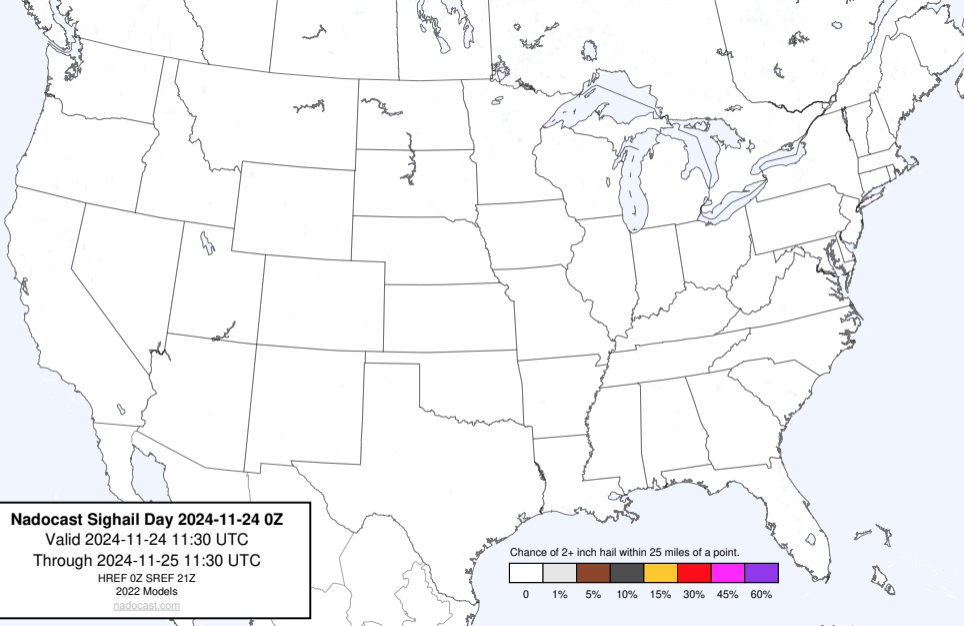 Nadocast Sighail Day 2024-11-24 0Z
Valid 2024-11-24 11:30 UTC
Through 2024-11-25 11:30 UTC
HREF 0Z SREF 21Z
2022 Models
nadocast.com
Chance of 2+ inch hail within 25 miles of a point.
0 1% 5% 10% 15% 30% 45% 60%